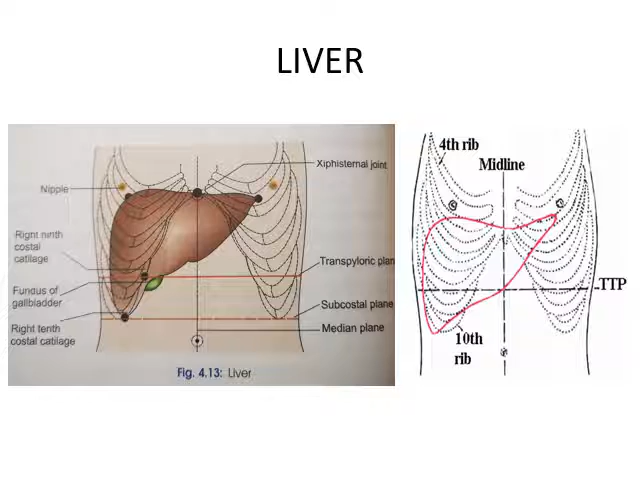 LIVER
Xiphisternal joint
Nipple
Right ninth
costal
catilage
Transpyloric plan
Fundus of
gallbladder
Subcostal plane
Right tenth
costal catilage
Median plane
Fig. 4.13: Liver
4th rib
Midline
TTP
10th
rib